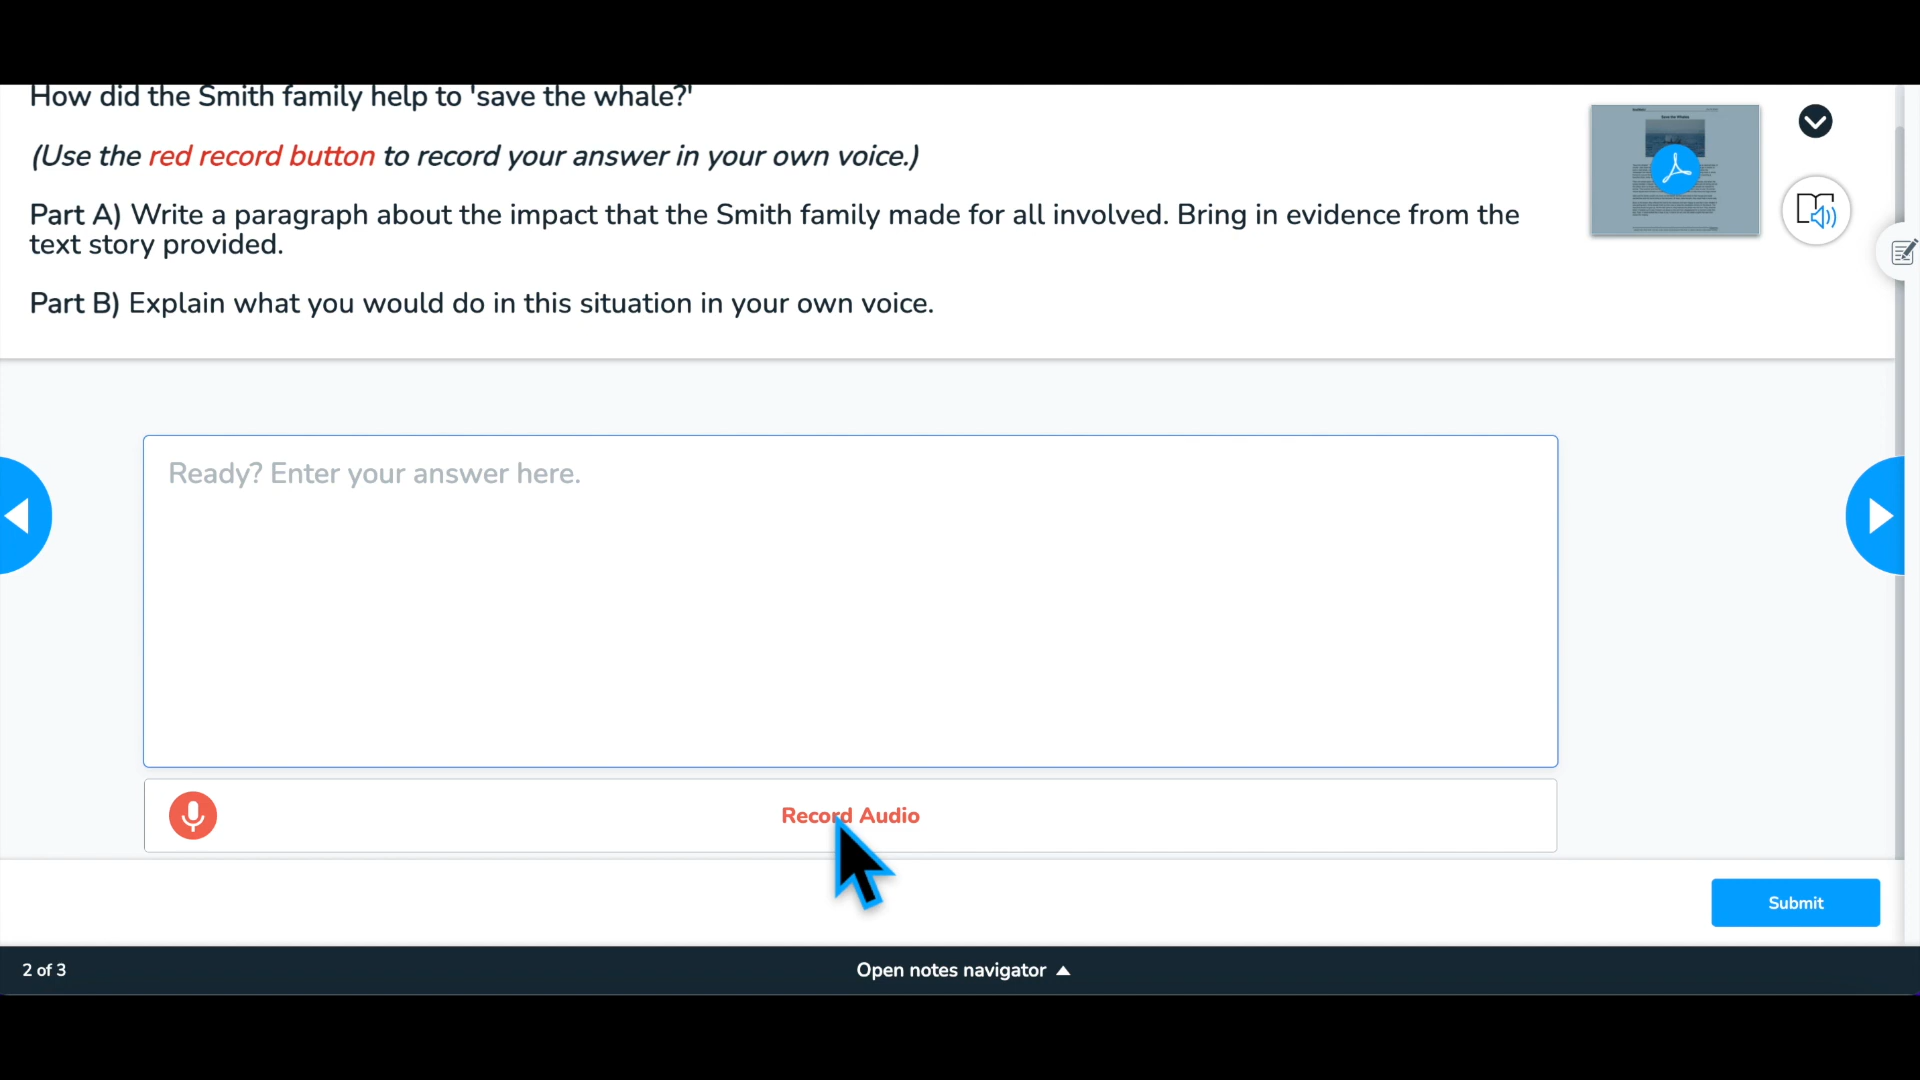 How did the Smith family help to 'save the whale?'
(Use the red record button to record your answer in your own voice.)
Part A) Write a paragraph about the impact that the Smith family made for all involved. Bring in evidence from the
text story provided.
Part B) Explain what you would do in this situation in your own voice.
Ready? Enter your answer here.
Record Audio
Submit
2 of 3
Open notes navigator